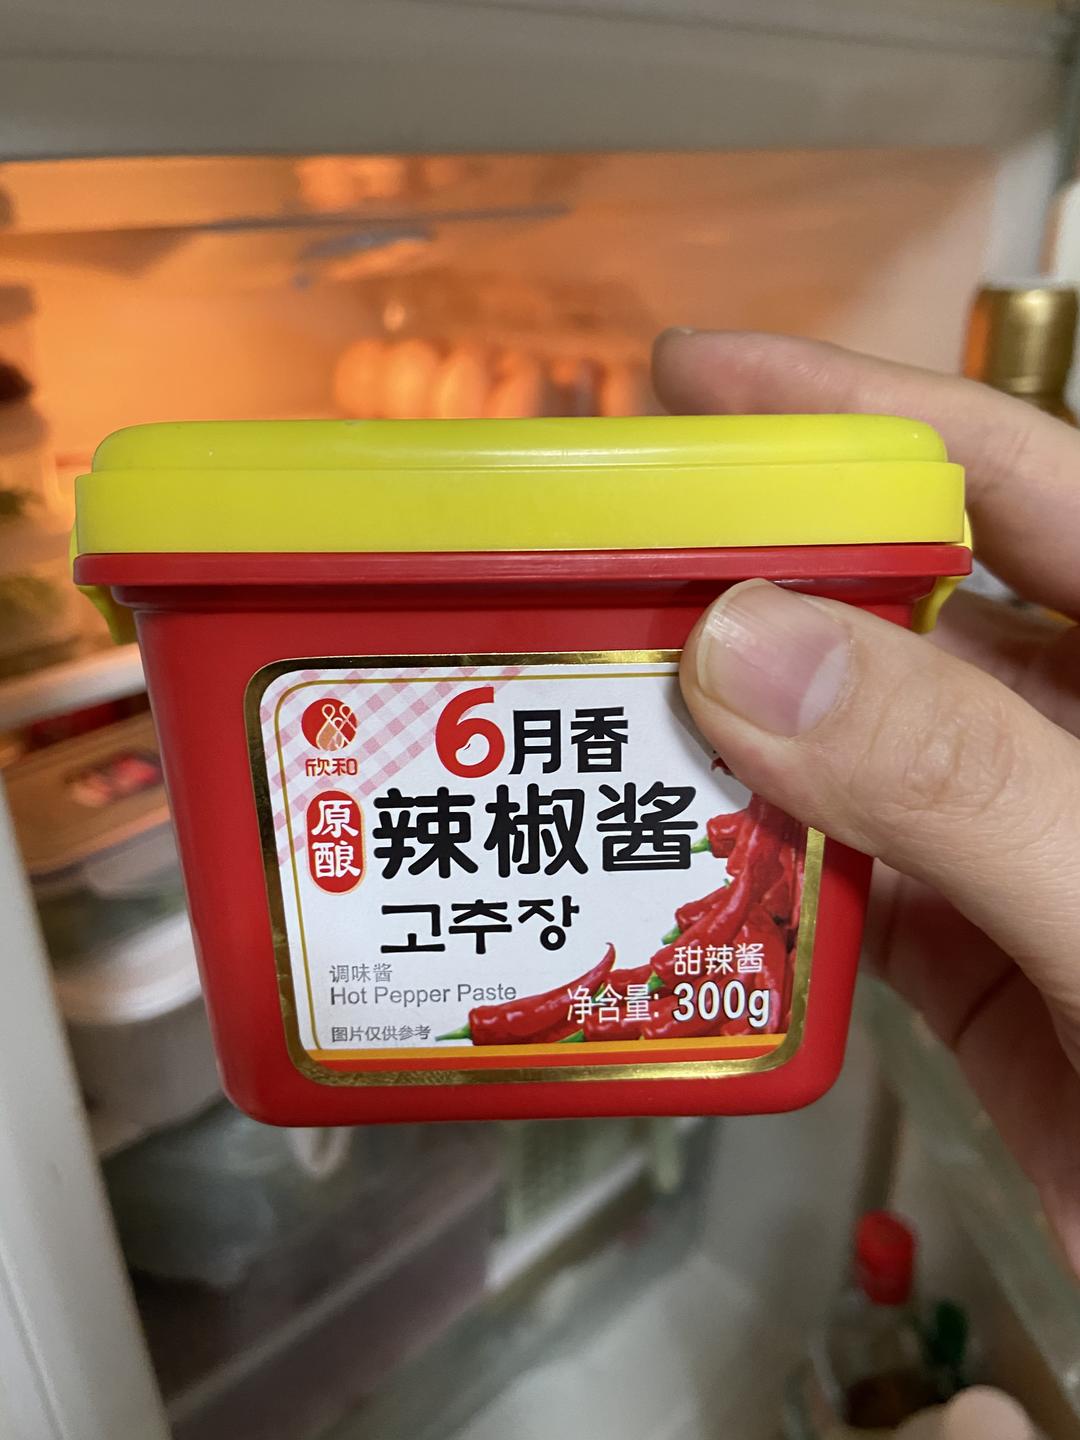 欣和
6月香
原酿
辣椒酱
고추장
调味酱
Hot Pepper Paste
图片仅供参考
甜辣酱
净含量: 300g